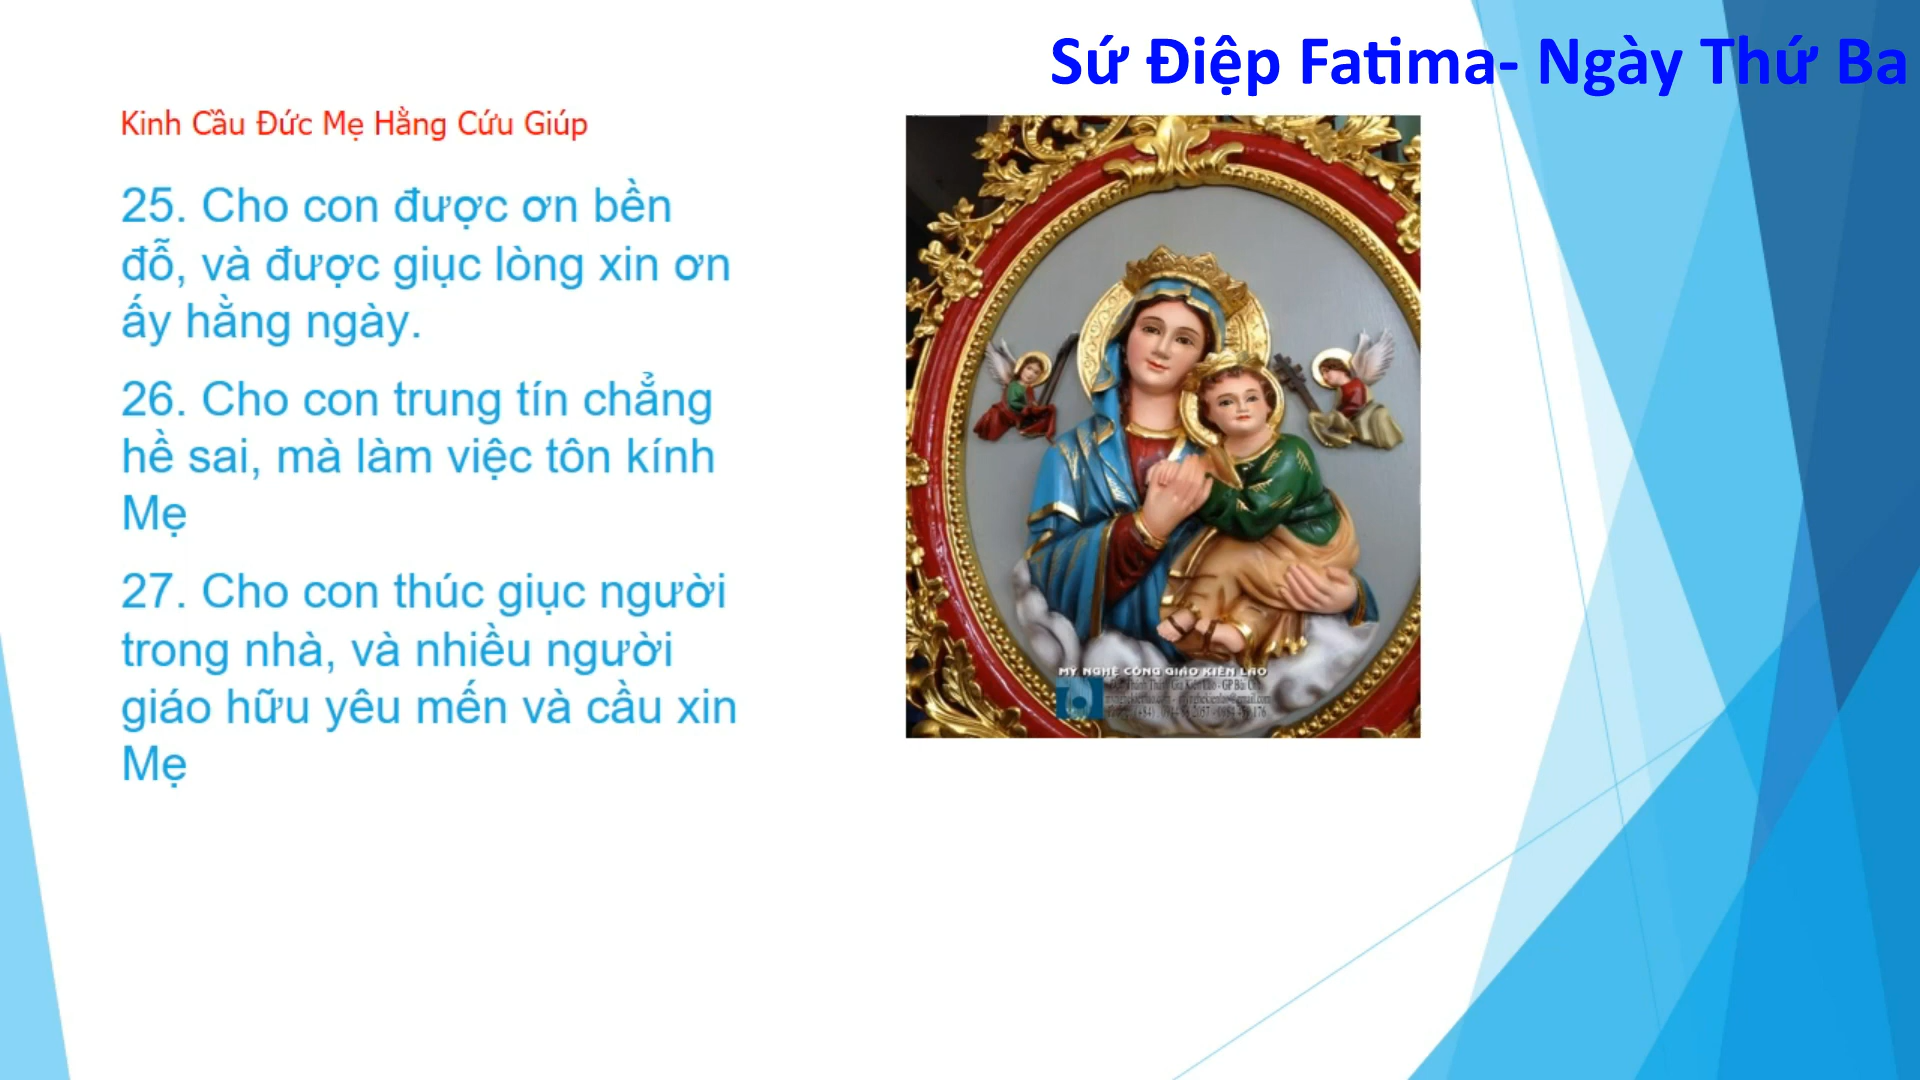 Sứ Điệp Fatima- Ngày Thứ Ba
Kinh Cầu Đức Mẹ Hằng Cứu Giúp
25. Cho con được ơn bền
đỗ, và được giục lòng xin ơn
ấy hằng ngày.
26. Cho con trung tín chẳng
hề sai, mà làm việc tôn kính
Mẹ
27. Cho con thúc giục người
trong nhà, và nhiều người
giáo hữu yêu mến và cầu xin
Mẹ
MỸ NGHỆ CÔNG GIÁO KIÊN LAO